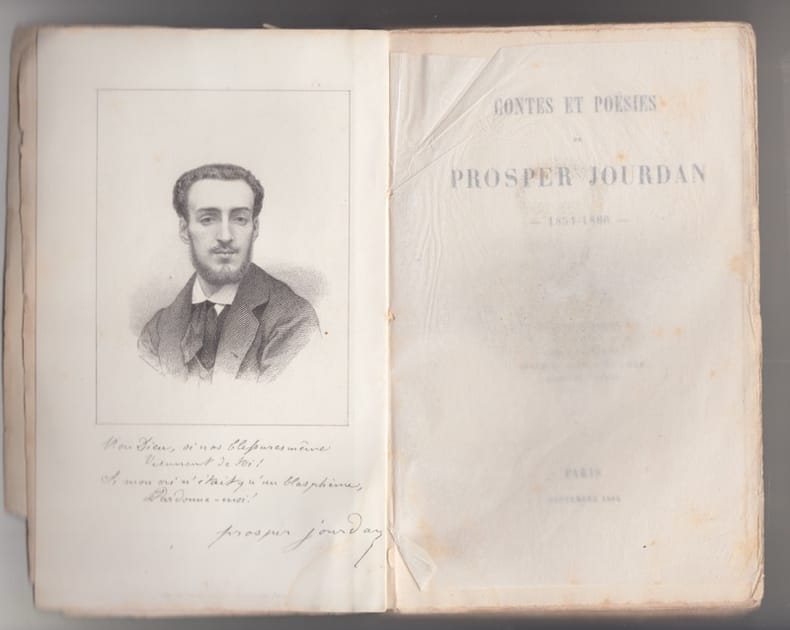 Mon Dieu, si nos blessures même
Viennent de toi!
Si mon cri n'était qu'un blasphème,
Pardonne-moi!
prosper jourdan
CONTES ET POÉSIES
DE
PROSPER JOURDAN
— 1854-1866 —
PARIS